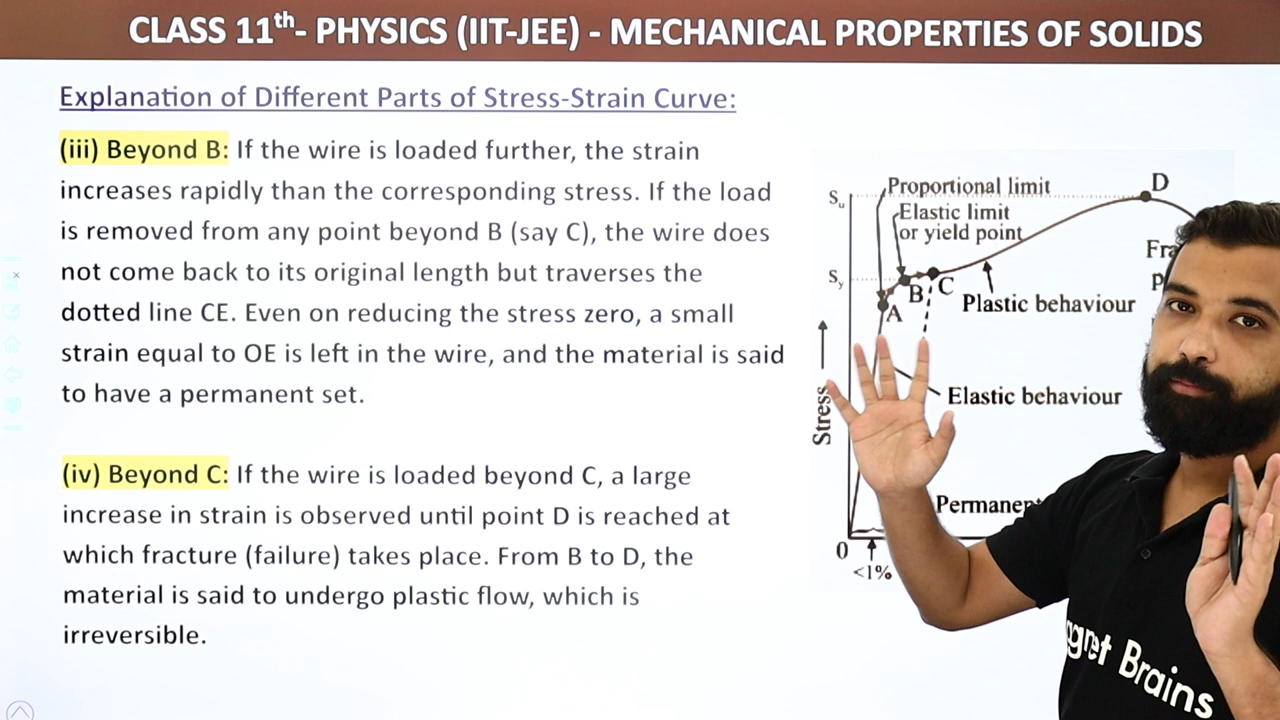 CLASS 11th- PHYSICS (IIT-JEE) - MECHANICAL PROPERTIES OF SOLIDS
Explanation of Different Parts of Stress-Strain Curve:
(iii) Beyond B: If the wire is loaded further, the strain
increases rapidly than the corresponding stress. If the load
is removed from any point beyond B (say C), the wire does
not come back to its original length but traverses the
dotted line CE. Even on reducing the stress zero, a small
strain equal to OE is left in the wire, and the material is said
to have a permanent set.
(iv) Beyond C: If the wire is loaded beyond C, a large
increase in strain is observed until point D is reached at
which fracture (failure) takes place. From B to D, the
material is said to undergo plastic flow, which is
irreversible.
Proportional limit
D
Su
Elastic limit
or yield point
Sy
B
C
A
Plastic behaviour
Elastic behaviour
Stress
0
<1%
Brains